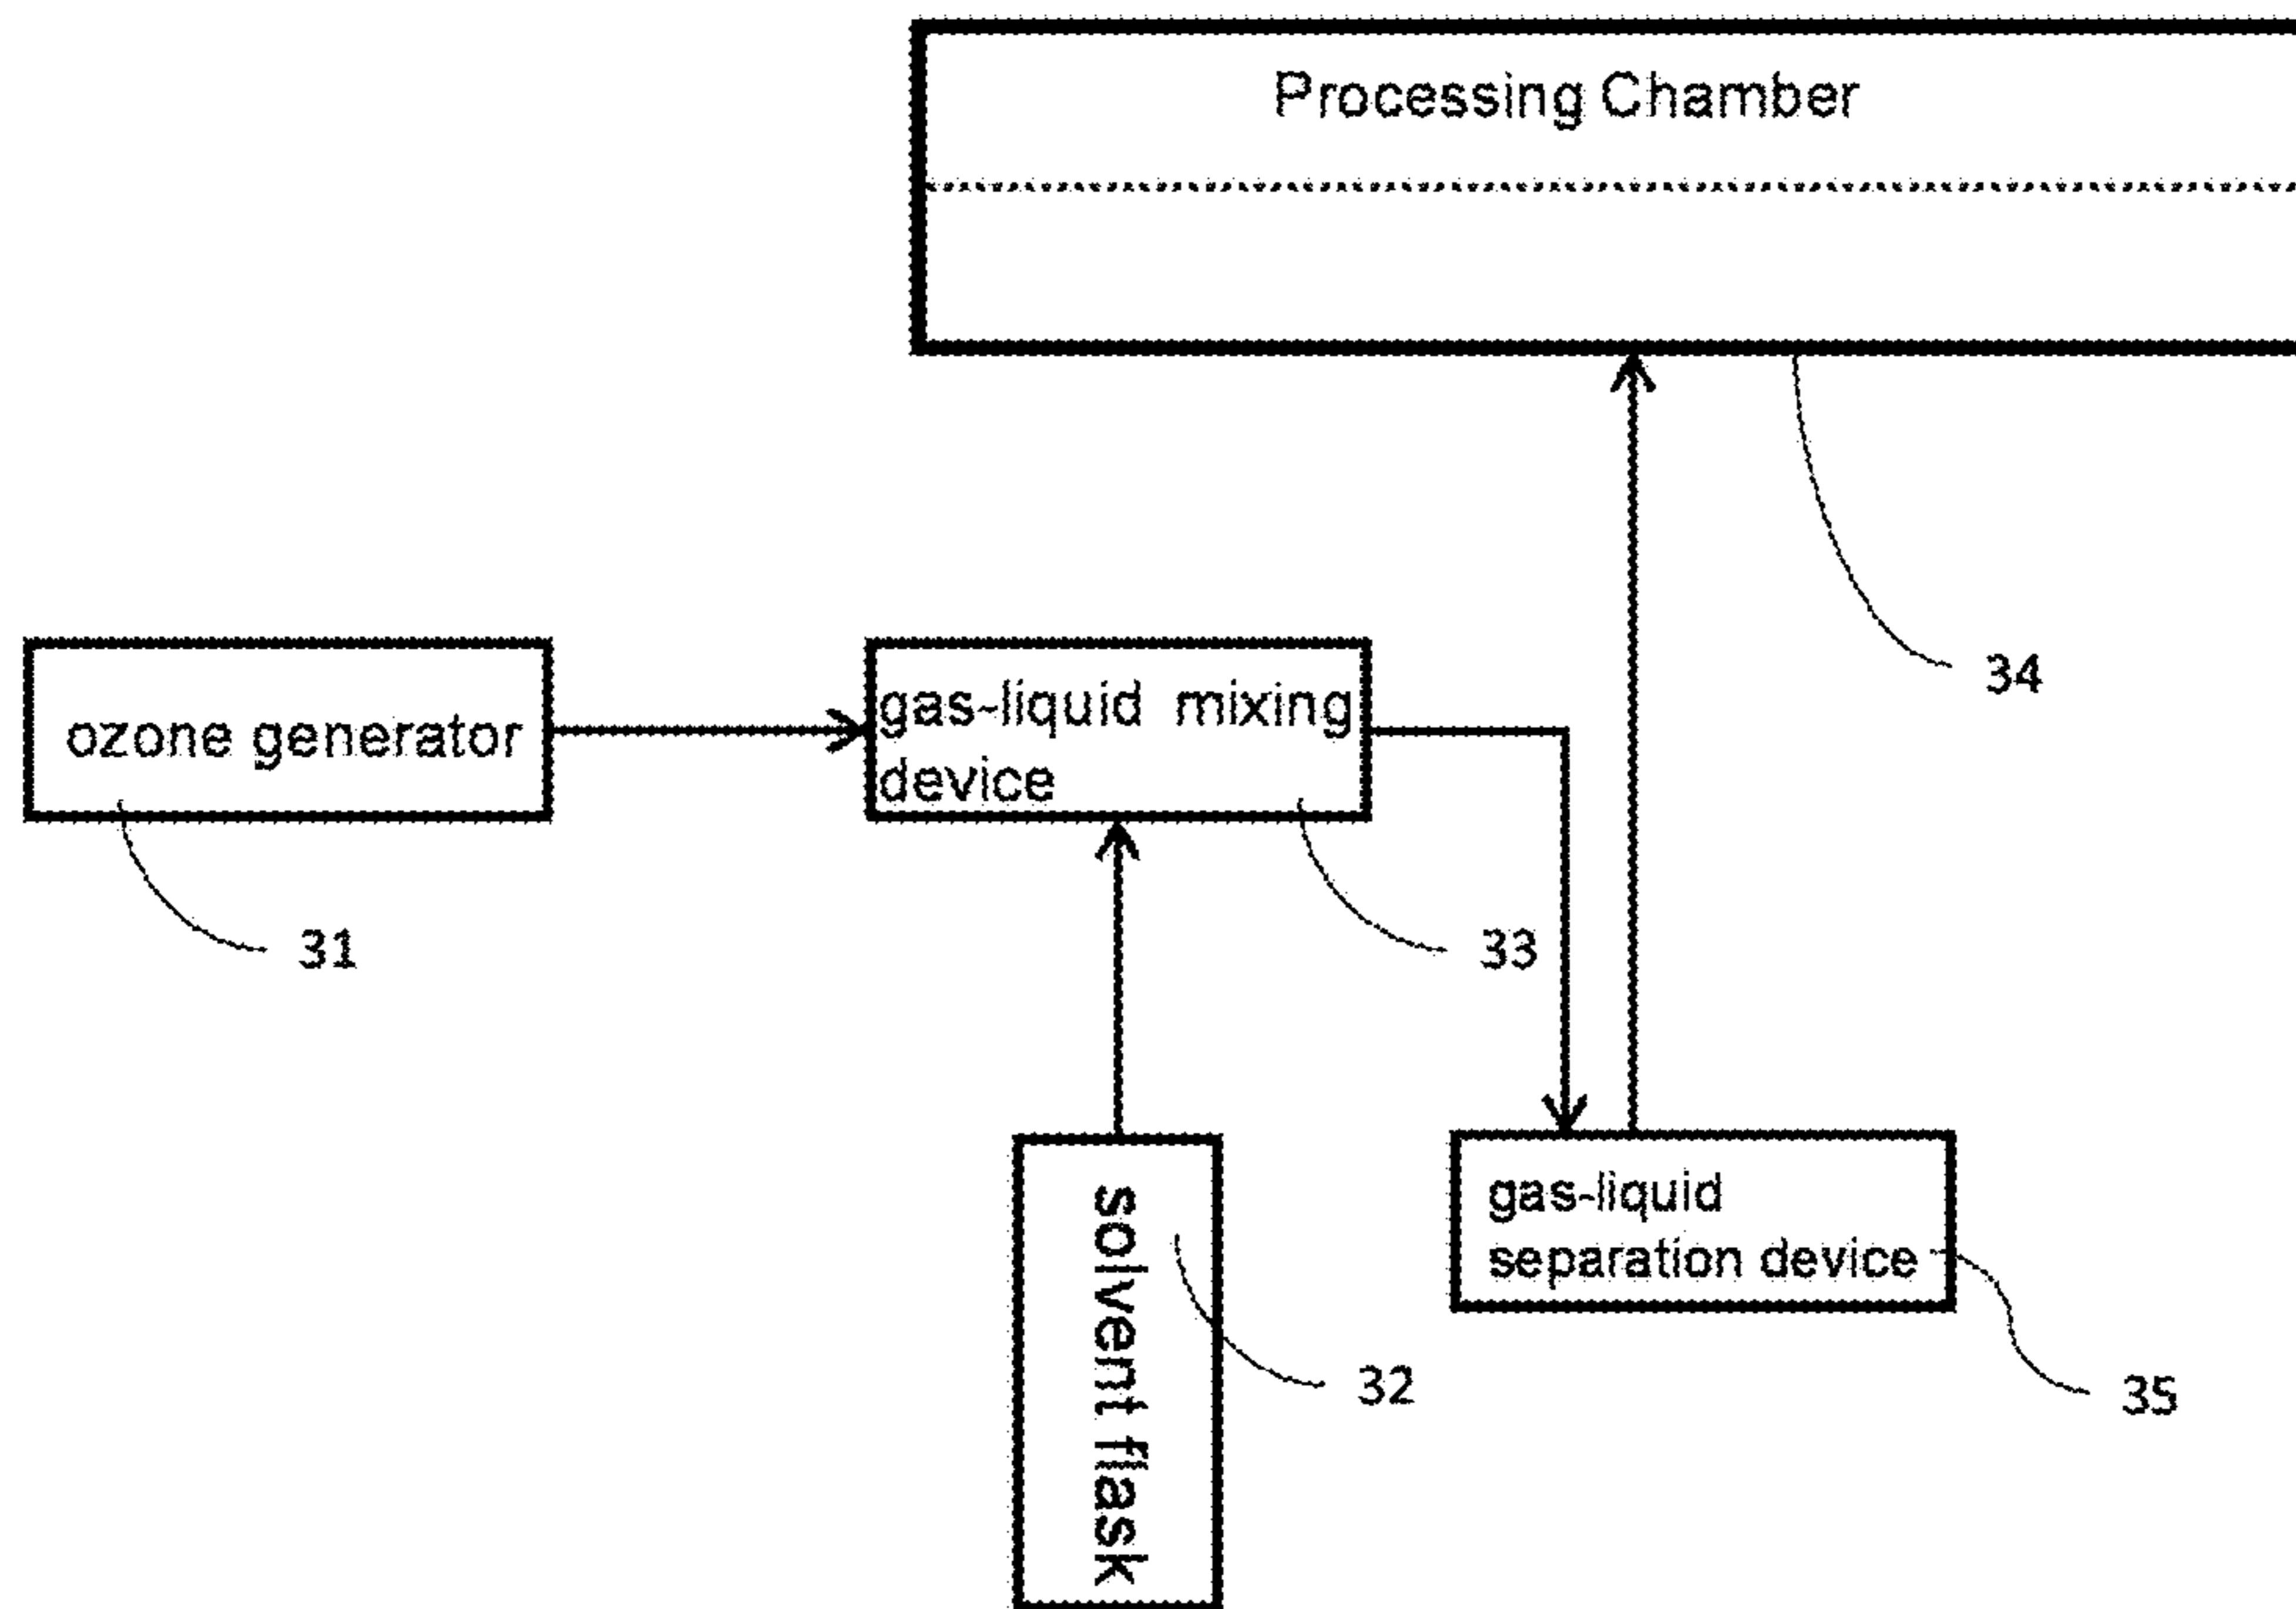 Processing Chamber
34
ozone generator
gas-liquid mixing
device
31
33
solvent flask
32
gas-liquid
separation device
35